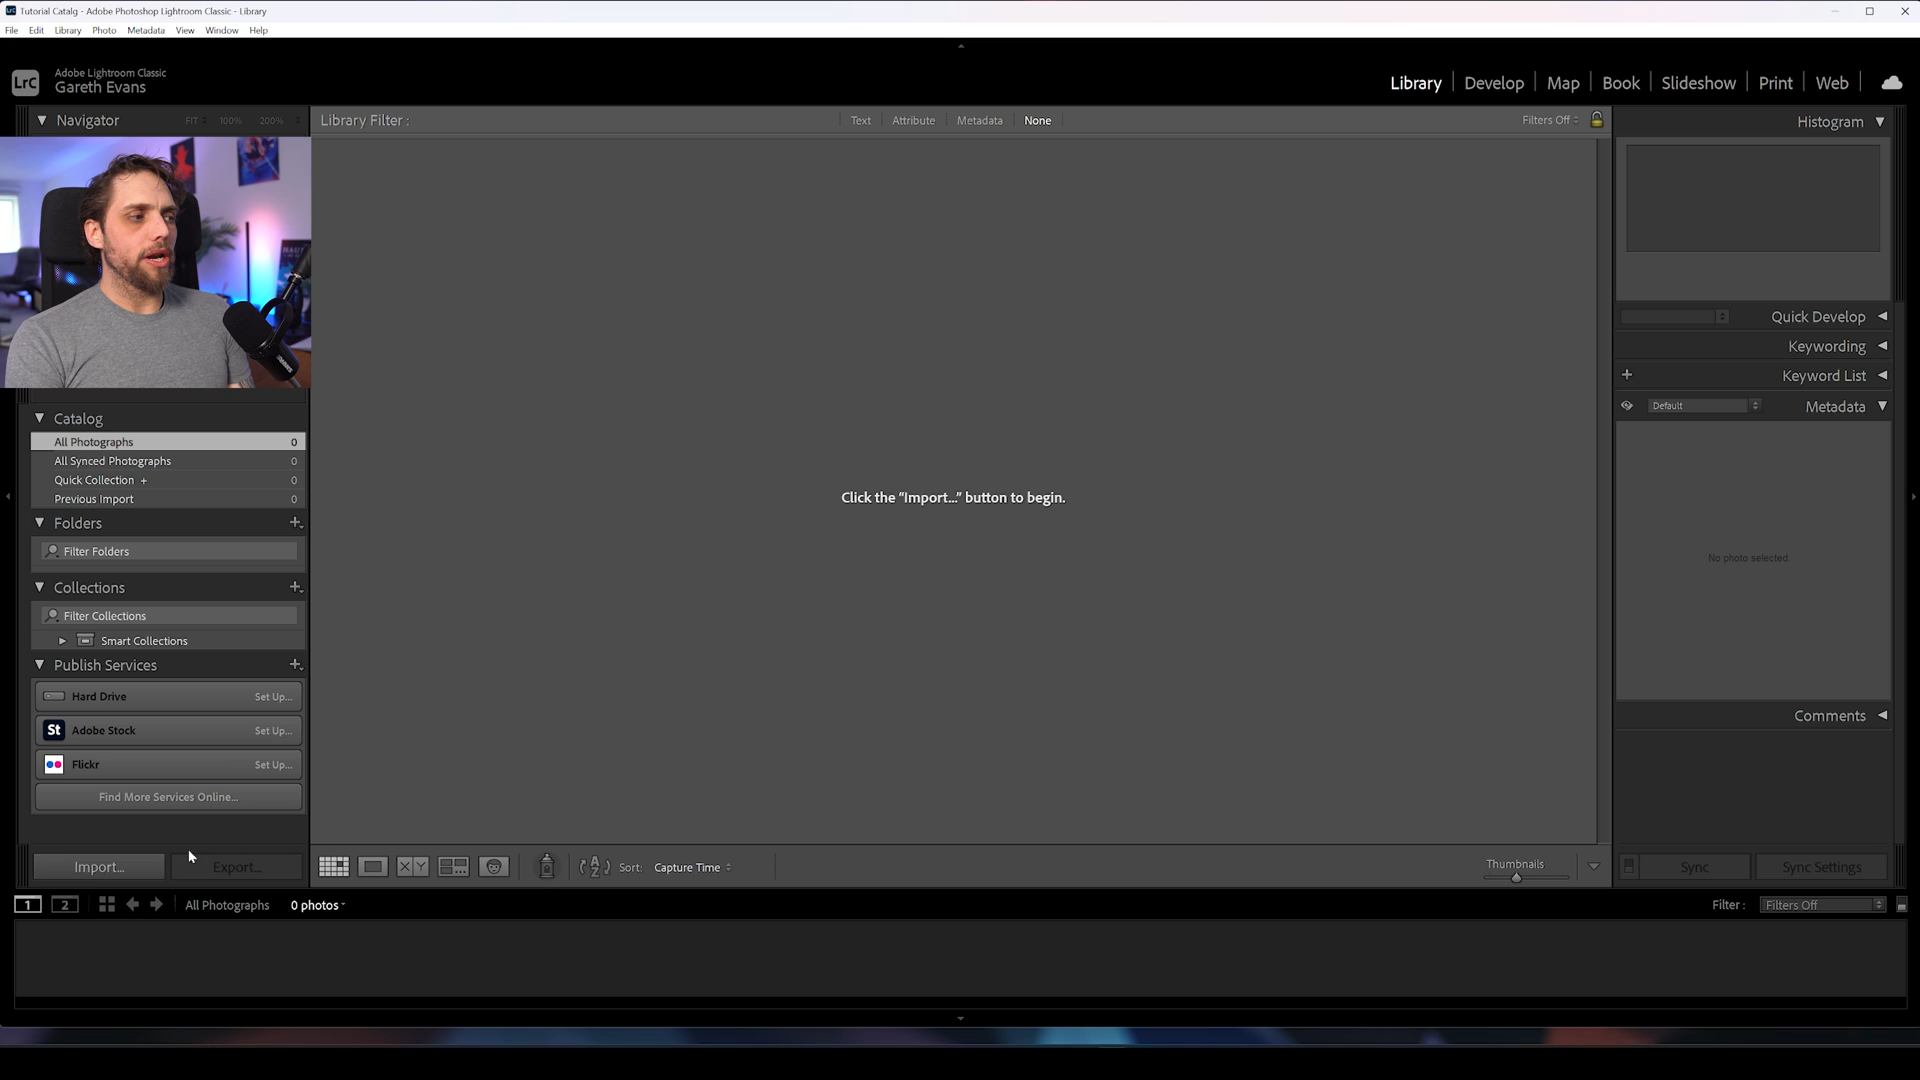 Tutorial Catalg - Adobe Photoshop Lightroom Classic - Library
File Edit Library Photo Metadata View Window Help
LrC
Adobe Lightroom Classic
Gareth Evans
Library Develop Map Book Slideshow Print Web
Navigator FIT 100% 200%
Library Filter : Text Attribute Metadata None Filters Off
Histogram
Quick Develop
Keywording
+ Keyword List
Default Metadata
No photo selected.
Comments
Catalog
All Photographs 0
All Synced Photographs 0
Quick Collection + 0
Previous Import 0
Folders +
Filter Folders
Collections +
Filter Collections
Smart Collections
Publish Services +
Hard Drive Set Up...
St Adobe Stock Set Up...
Flickr Set Up...
Find More Services Online...
Click the “Import...” button to begin.
Import... Export...
X Y
A Z Sort: Capture Time
Thumbnails
Sync Sync Settings
1 2 All Photographs 0 photos
Filter : Filters Off